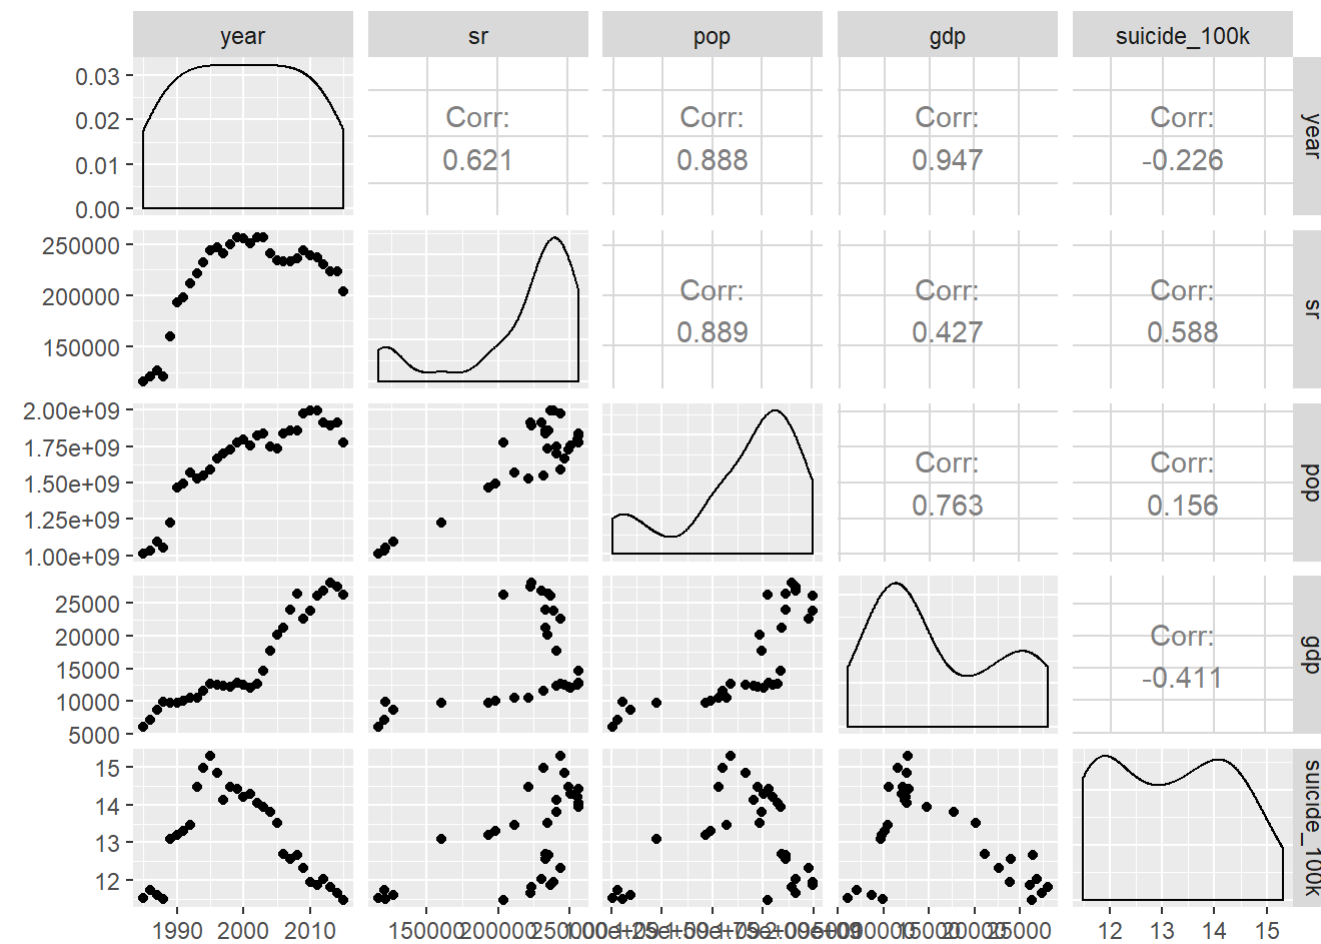 year sr pop gdp suicide_100k
0.03
0.02
0.01
0.00
Corr:
0.621
Corr:
0.888
Corr:
0.947
Corr:
-0.226
year
250000
200000
150000
Corr:
0.889
Corr:
0.427
Corr:
0.588
sr
2.00e+09
1.75e+09
1.50e+09
1.25e+09
1.00e+09
Corr:
0.763
Corr:
0.156
pop
25000
20000
15000
10000
5000
Corr:
-0.411
gdp
15
14
13
12
suicide_100k
1990 2000 2010
150000 200000 250000
12 13 14 15